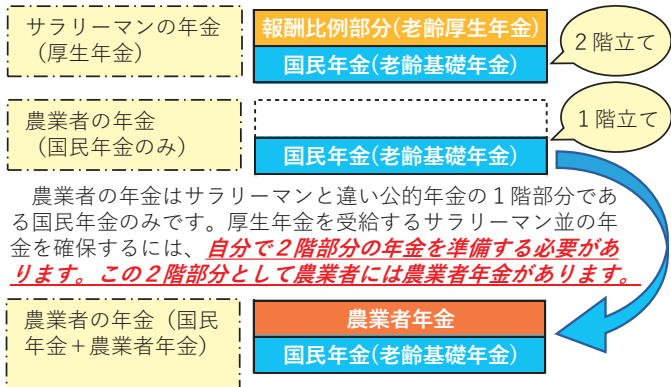 サラリーマンの年金
（厚生年金）
報酬比例部分(老齢厚生年金)
国民年金(老齢基礎年金)
２階立て
農業者の年金
（国民年金のみ）
国民年金(老齢基礎年金)
１階立て
農業者の年金はサラリーマンと違い公的年金の１階部分であ
る国民年金のみです。厚生年金を受給するサラリーマン並の年
金を確保するには、自分で２階部分の年金を準備する必要があ
ります。この２階部分として農業者には農業者年金があります。
農業者の年金（国民
年金＋農業者年金）
農業者年金
国民年金(老齢基礎年金)